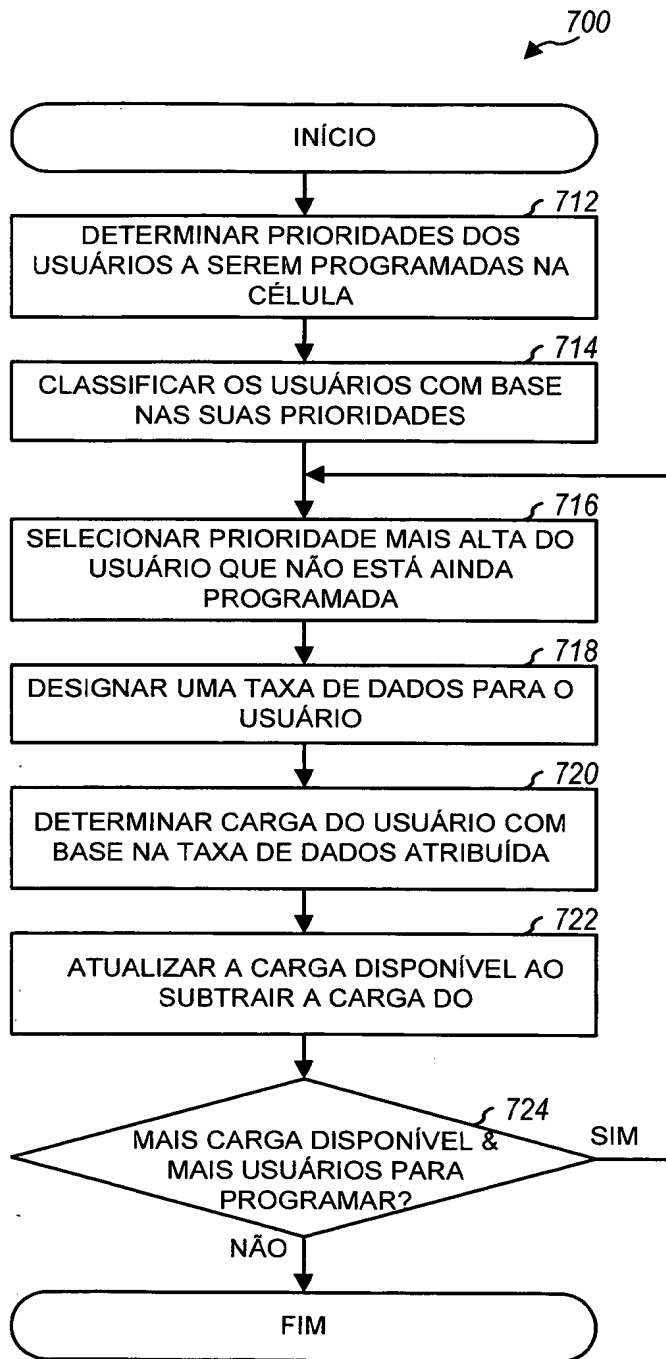 700
INÍCIO
712
DETERMINAR PRIORIDADES DOS
USUÁRIOS A SEREM PROGRAMADAS NA
CÉLULA
714
CLASSIFICAR OS USUÁRIOS COM BASE
NAS SUAS PRIORIDADES
716
SELECIONAR PRIORIDADE MAIS ALTA DO
USUÁRIO QUE NÃO ESTÁ AINDA
PROGRAMADA
718
DESIGNAR UMA TAXA DE DADOS PARA O
USUÁRIO
720
DETERMINAR CARGA DO USUÁRIO COM
BASE NA TAXA DE DADOS ATRIBUÍDA
722
ATUALIZAR A CARGA DISPONÍVEL AO
SUBTRAIR A CARGA DO
724
MAIS CARGA DISPONÍVEL &
MAIS USUÁRIOS PARA
PROGRAMAR?
SIM
NÃO
FIM